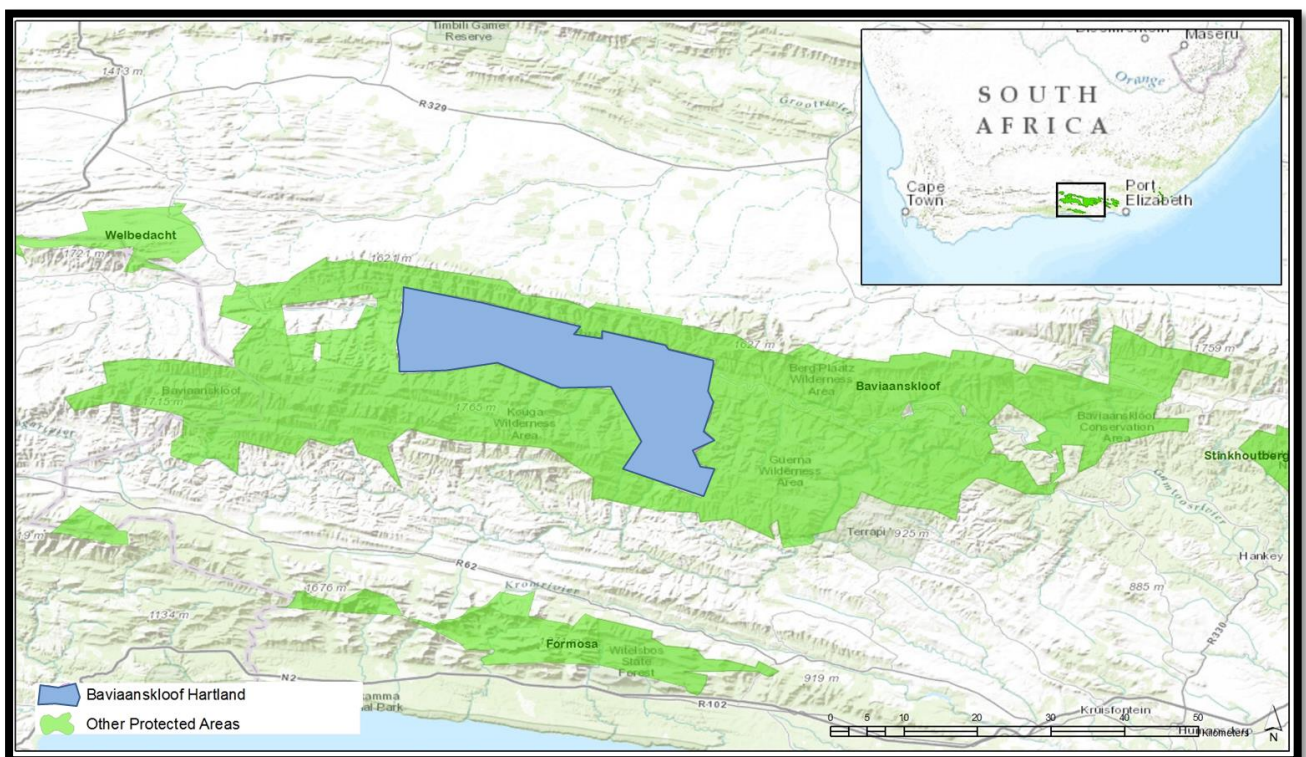 Timbili Game
Reserve
1413 m
R329
Grootrivier
Maseru
Orange
SOUTH
AFRICA
Cape
Town
Port
Elizabeth
Welbedacht
1721 m
1621 m
1627 m
1759 m
Berg Plaatz
Wilderness
Area
Baviaanskloof
Baviaanskloof
1715 m
1765 m
Kouga
Wilderness
Area
Baviaanskloof
Conservation
Area
Guerna
Wilderness
Area
Stinkhoutberg
Terrapi
925 m
Hankey
R62
Kromrivier
885 m
1676 m
1134 m
R330
Formosa
Witelsbos
State
Forest
919 m
N2
R102
Kruisfontein
Baviaanskloof Hartland
Other Protected Areas
0 5 10 20 30 40 50
Kilometers
N